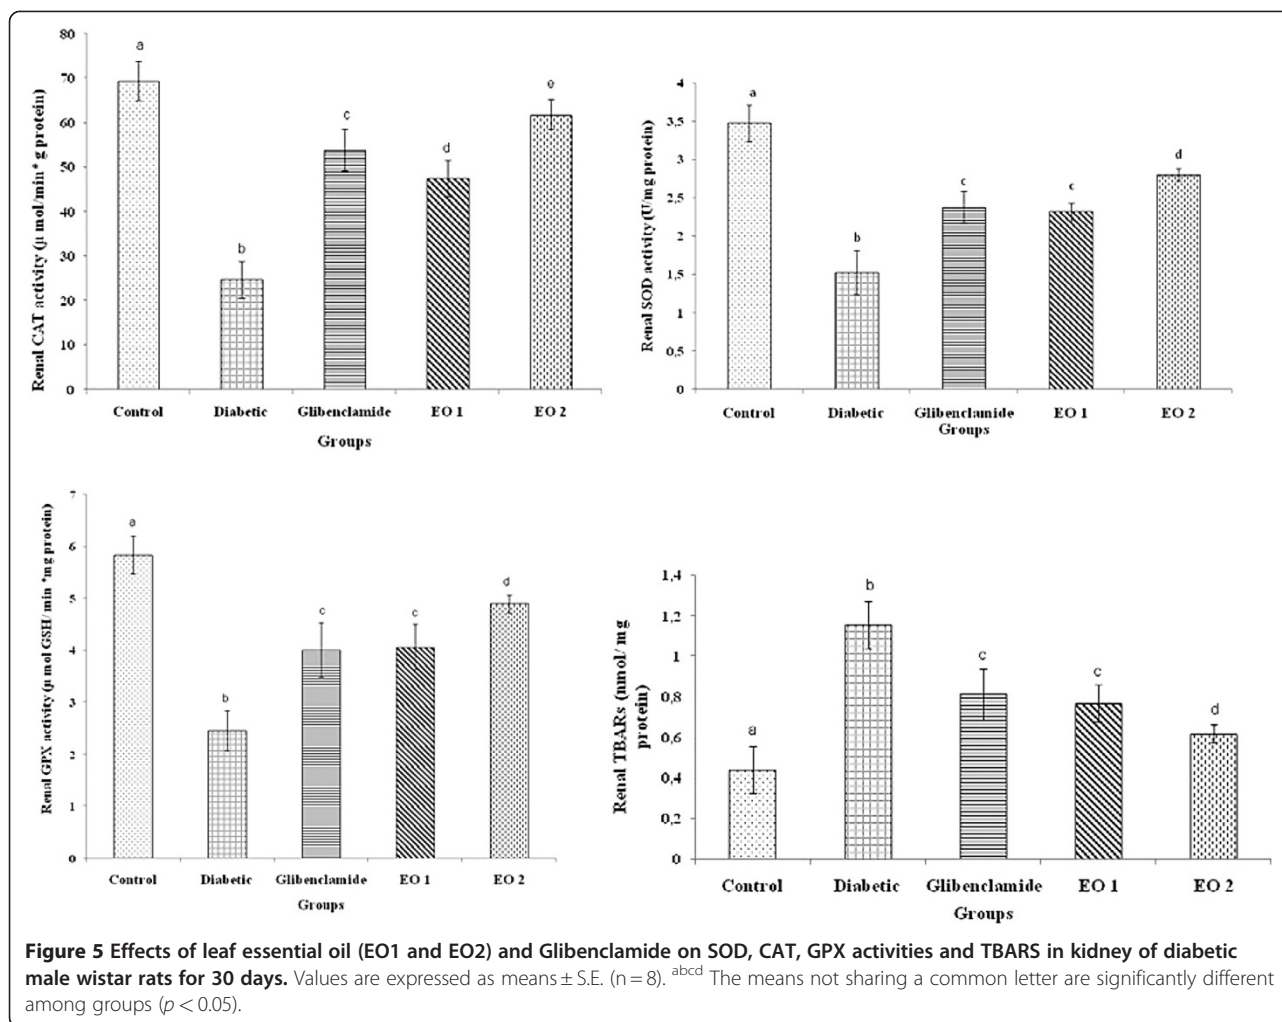 80
70
60
50
40
30
20
10
0
Renal CAT activity (µ mol/min* g protein)
a
b
c
d
e
Control Diabetic Glibenclamide EO 1 EO 2
Groups
4
3,5
3
2,5
2
1,5
1
0,5
0
Renal SOD activity (U/mg protein)
a
b
c
c
d
Control Diabetic Glibenclamide EO 1 EO 2
Groups
7
6
5
4
3
2
1
0
Renal GPX activity (µ mol GSH/ min *mg protein)
a
b
c
c
d
Control Diabetic Glibenclamide EO 1 EO 2
Groups
1,4
1,2
1
0,8
0,6
0,4
0,2
0
Renal TBARs (nmol/ mg
protein)
a
b
c
c
d
Control Diabetic Glibenclamide EO 1 EO 2
Groups
Figure 5 Effects of leaf essential oil (EO1 and EO2) and Glibenclamide on SOD, CAT, GPX activities and TBARS in kidney of diabetic
male wistar rats for 30 days. Values are expressed as means ± S.E. (n = 8). abcd The means not sharing a common letter are significantly different
among groups (p < 0.05).